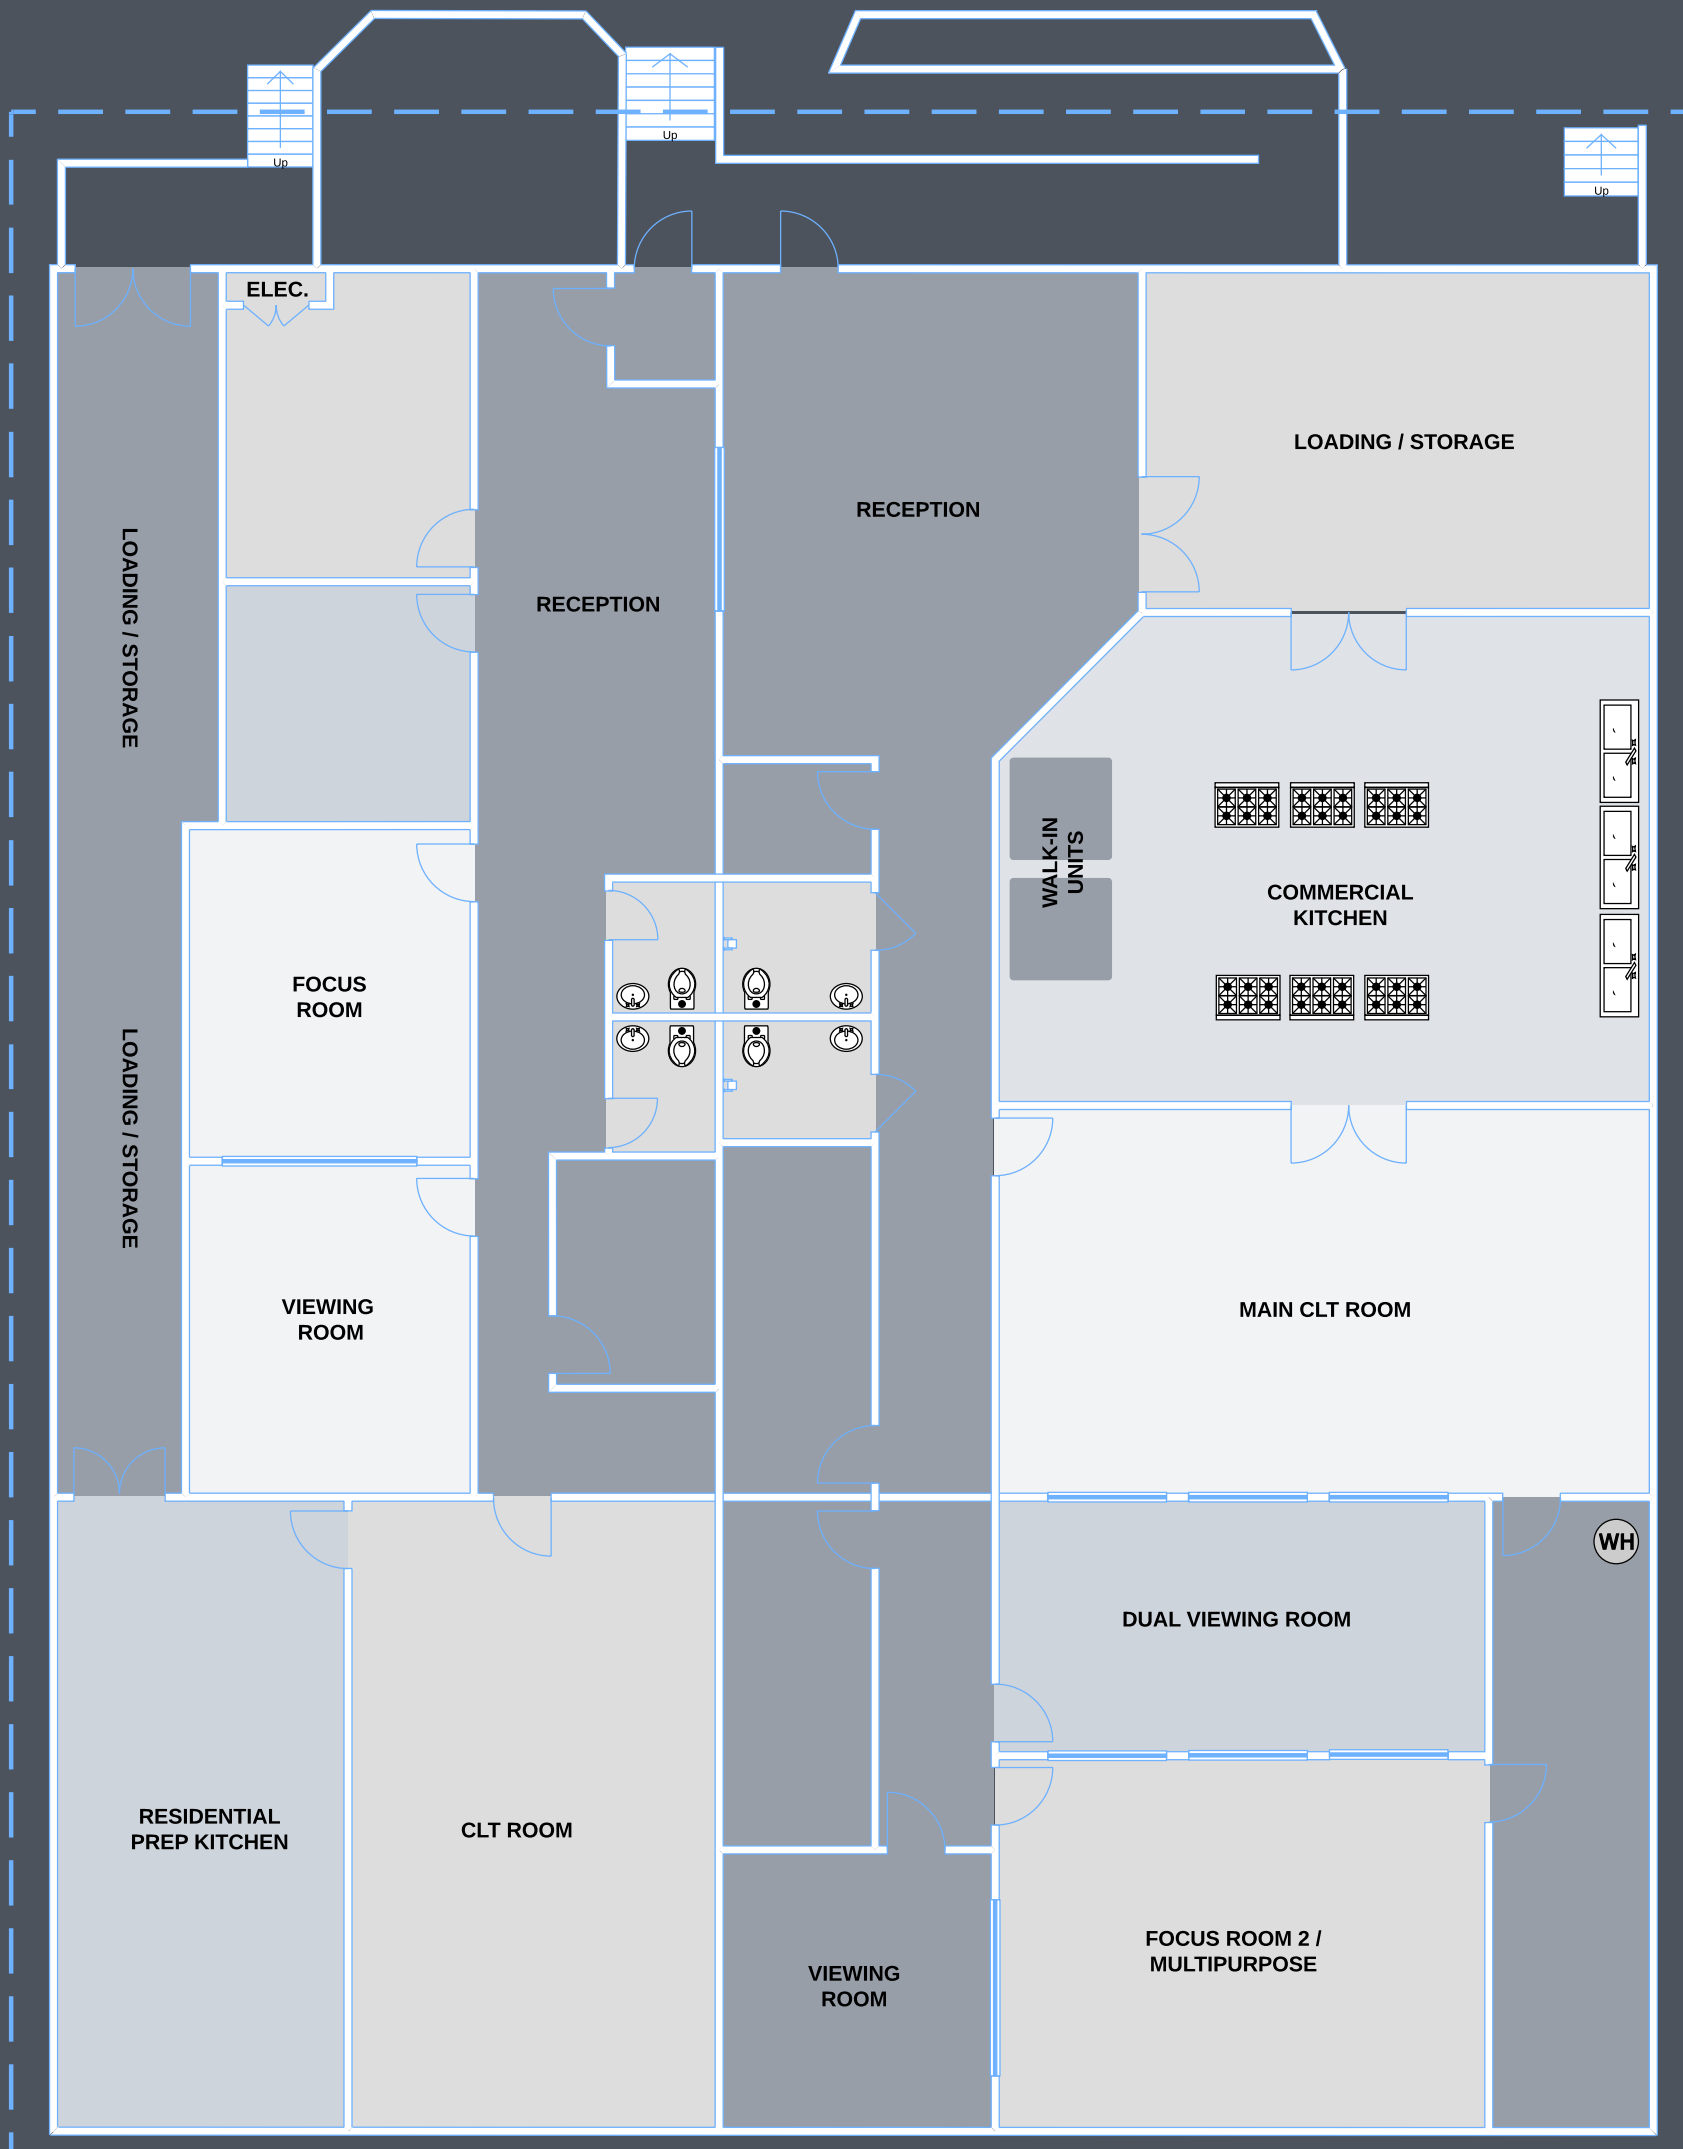 Up
Up
Up
ELEC.
LOADING / STORAGE
RECEPTION
RECEPTION
LOADING / STORAGE
WALK-IN
UNITS
COMMERCIAL
KITCHEN
FOCUS
ROOM
LOADING / STORAGE
VIEWING
ROOM
MAIN CLT ROOM
WH
DUAL VIEWING ROOM
RESIDENTIAL
PREP KITCHEN
CLT ROOM
FOCUS ROOM 2 /
MULTIPURPOSE
VIEWING
ROOM